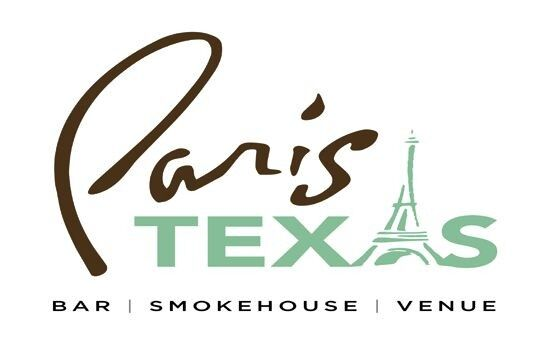 Paris
TEXAS
BAR | SMOKEHOUSE | VENUE